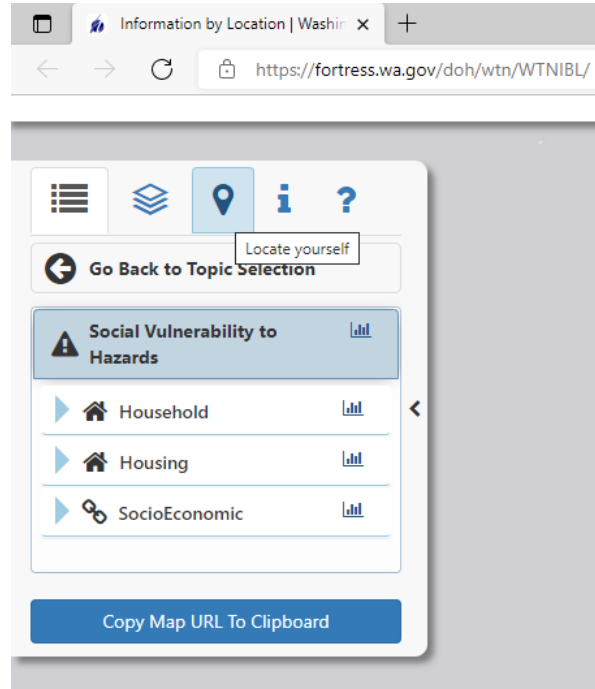 Information by Location | Washin
https://fortress.wa.gov/doh/wtn/WTNIBL/
Locate yourself
Go Back to Topic Selection
Social Vulnerability to
Hazards
Household
Housing
SocioEconomic
Copy Map URL To Clipboard